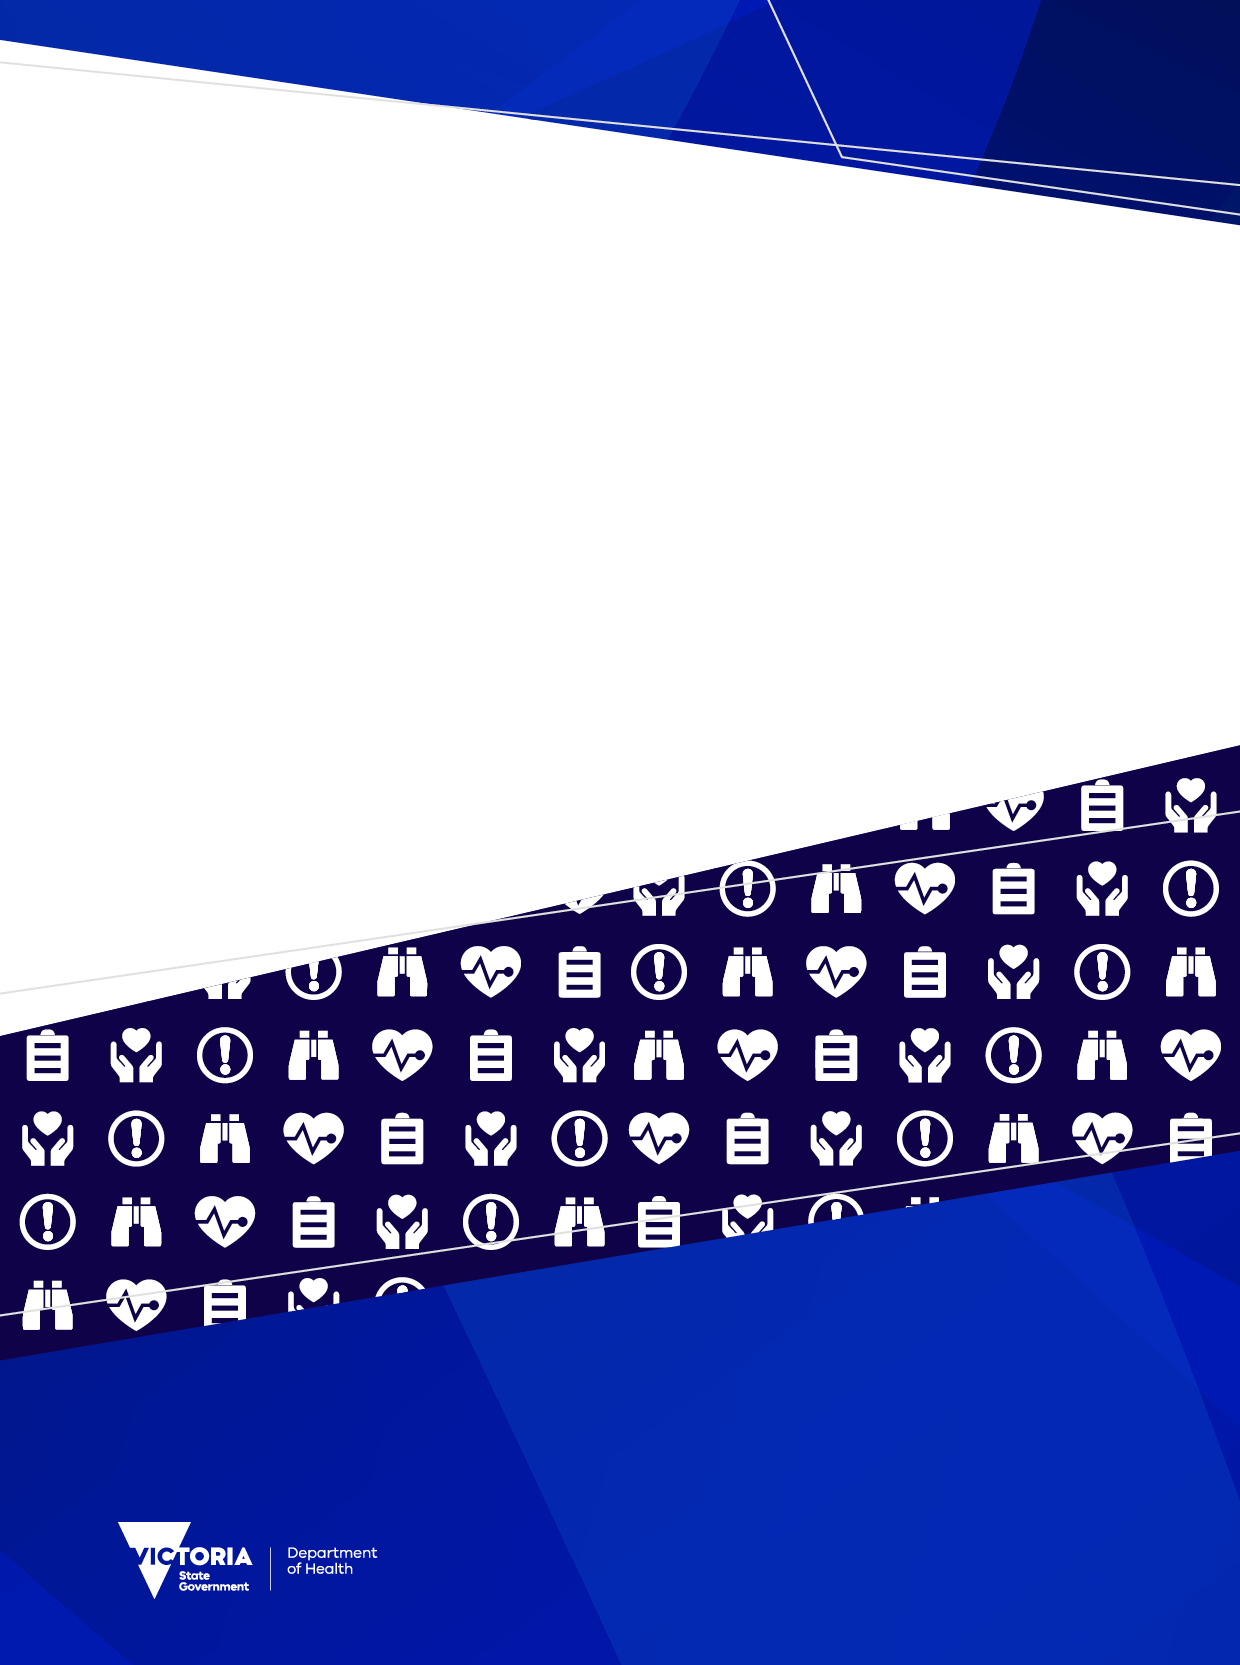 VICTORIA
State
Government
Department
of Health